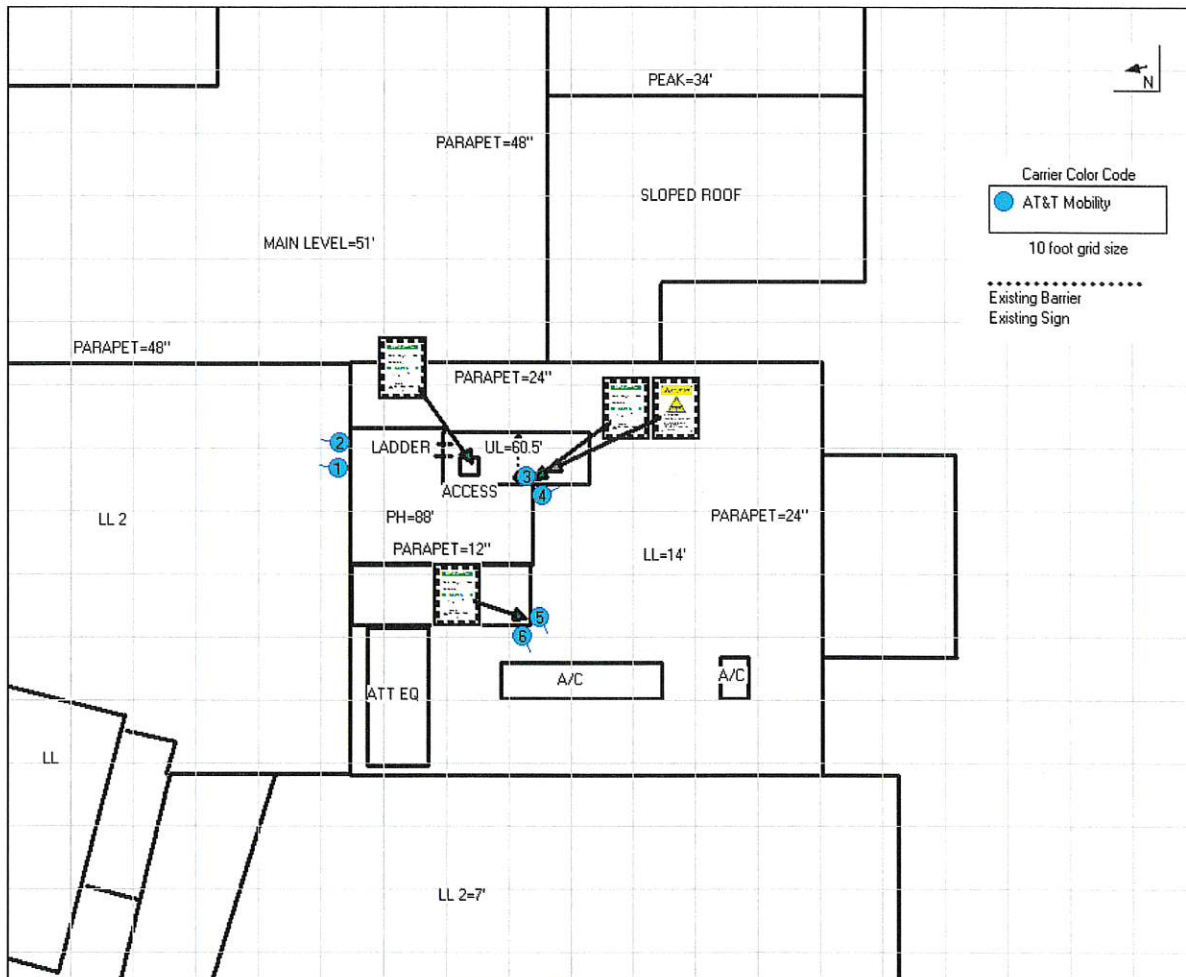 PEAK=34'
N
PARAPET=48"
SLOPED ROOF
Carrier Color Code
AT&T Mobility
10 foot grid size
MAIN LEVEL=51'
Existing Barrier
Existing Sign
PARAPET=48"
PARAPET=24"
2
LADDER
UL=60.5'
1
3
ACCESS
4
LL 2
PH=88'
PARAPET=24"
PARAPET=12"
LL=14'
5
6
A/C
A/C
ATT EQ
LL
LL 2=7'